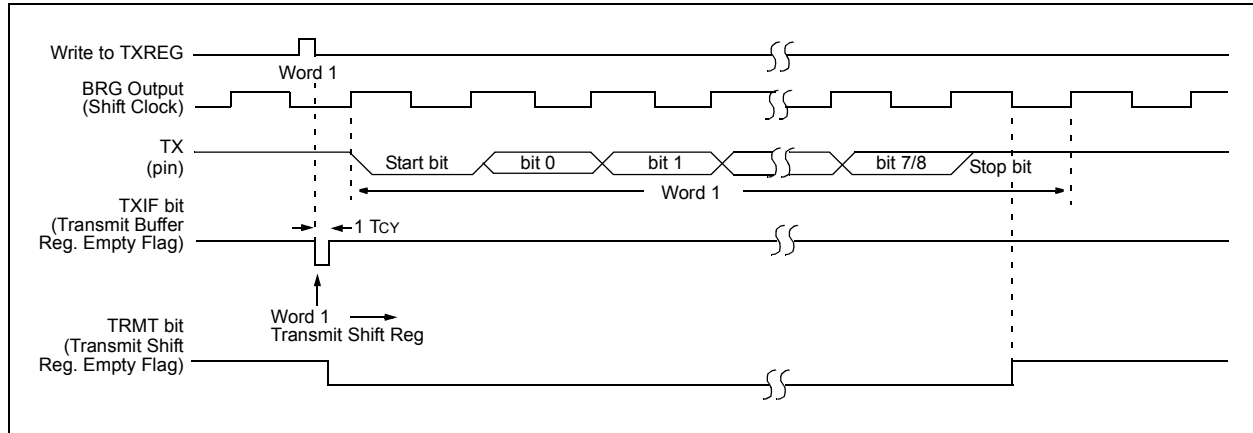 Write to TXREG
Word 1
BRG Output
(Shift Clock)
TX
(pin)
Start bit
bit 0
bit 1
bit 7/8
Stop bit
Word 1
TXIF bit
(Transmit Buffer
Reg. Empty Flag)
1 TCY
Word 1
Transmit Shift Reg
TRMT bit
(Transmit Shift
Reg. Empty Flag)